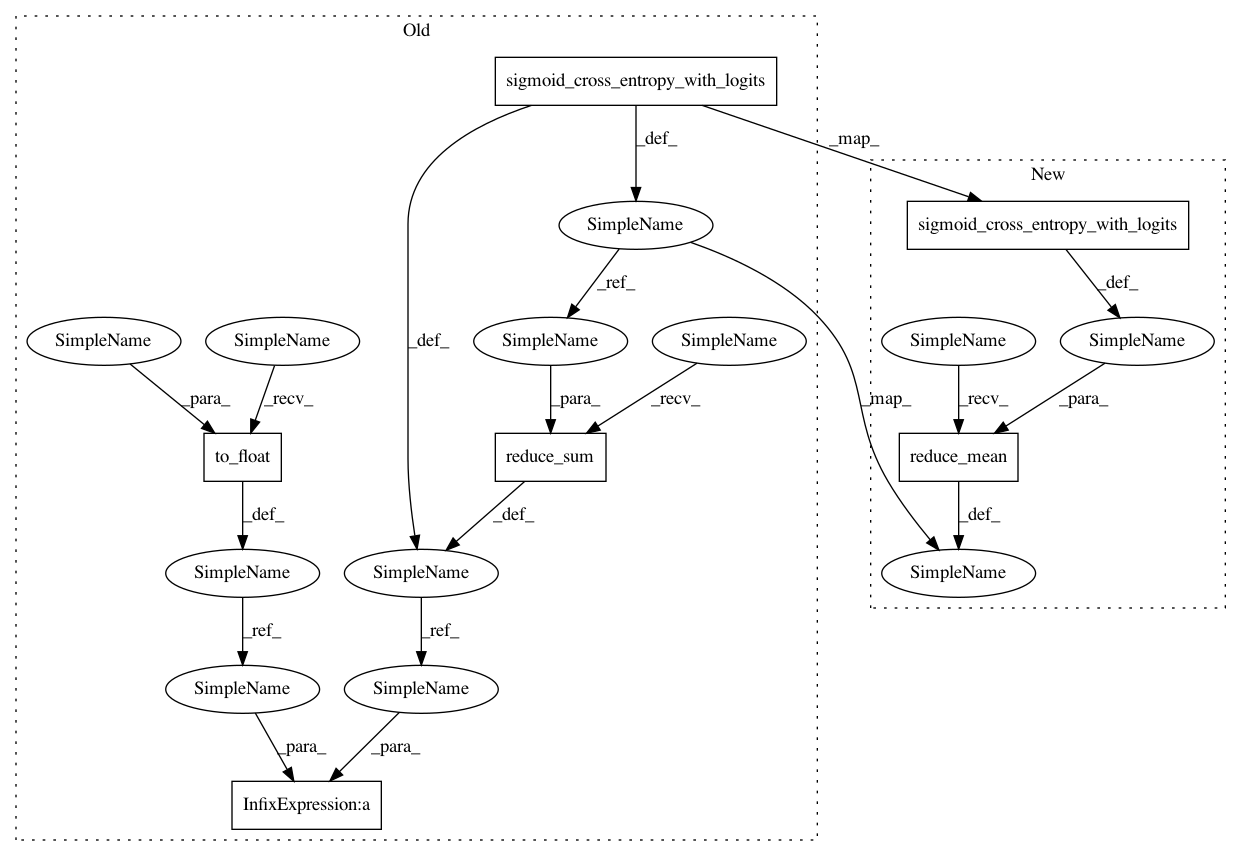 Old
sigmoid_cross_entropy_with_logits
_def_
_map_
New
SimpleName
sigmoid_cross_entropy_with_logits
_ref_
_def_
SimpleName
SimpleName
SimpleName
SimpleName
SimpleName
SimpleName
_def_
_para_
_recv_
_para_
_recv_
_map_
_recv_
_para_
to_float
reduce_sum
reduce_mean
_def_
_def_
_def_
SimpleName
SimpleName
SimpleName
_ref_
_ref_
SimpleName
SimpleName
_para_
_para_
InfixExpression:a